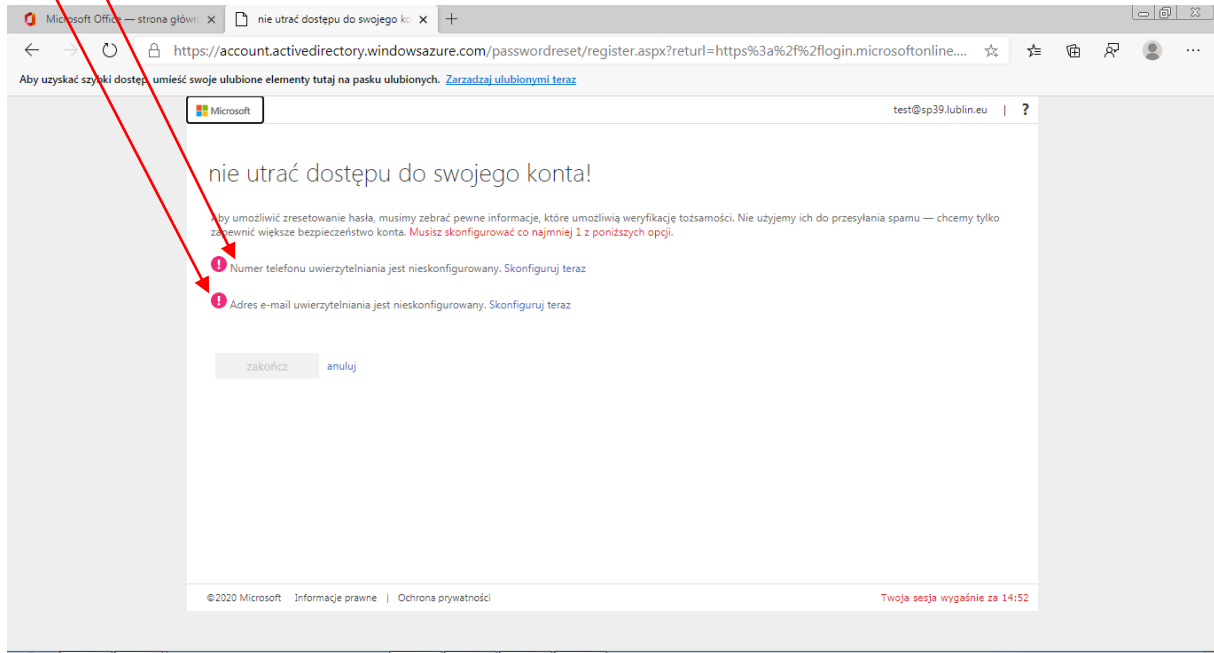 Microsoft Office — strona główn
nie utrać dostępu do swojego ko
https://account.activedirectory.windowsazure.com/passwordreset/register.aspx?returl=https%3a%2f%2flogin.microsoftonline....
Aby uzyskać szybki dostęp, umieść swoje ulubione elementy tutaj na pasku ulubionych. Zarządzaj ulubionymi teraz
Microsoft
test@sp39.lublin.eu | ?
nie utrać dostępu do swojego konta!
Aby umożliwić zresetowanie hasła, musimy zebrać pewne informacje, które umożliwią weryfikację tożsamości. Nie użyjemy ich do przesyłania spamu — chcemy tylko
zapewnić większe bezpieczeństwo konta. Musisz skonfigurować co najmniej 1 z poniższych opcji.
Numer telefonu uwierzytelniania jest nieskonfigurowany. Skonfiguruj teraz
Adres e-mail uwierzytelniania jest nieskonfigurowany. Skonfiguruj teraz
zakończ anuluj
©2020 Microsoft Informacje prawne | Ochrona prywatności
Twoja sesja wygaśnie za 14:52